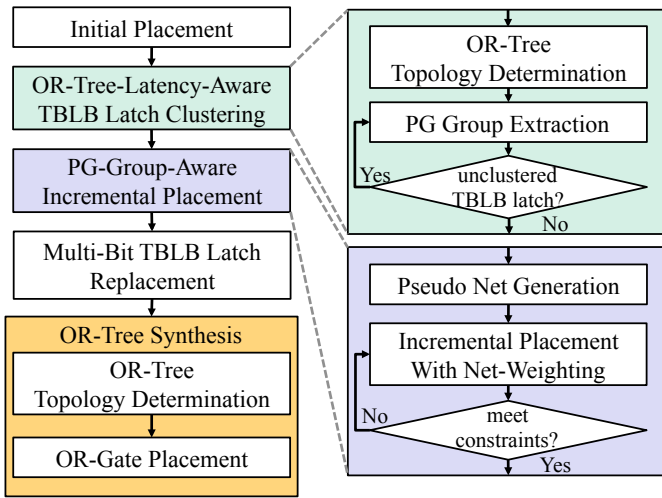 Initial Placement
OR-Tree-Latency-Aware
TBLB Latch Clustering
PG-Group-Aware
Incremental Placement
Multi-Bit TBLB Latch
Replacement
OR-Tree Synthesis
OR-Tree
Topology Determination
OR-Gate Placement
OR-Tree
Topology Determination
PG Group Extraction
Yes
unclustered
TBLB latch?
No
Pseudo Net Generation
Incremental Placement
With Net-Weighting
No
meet
constraints?
Yes